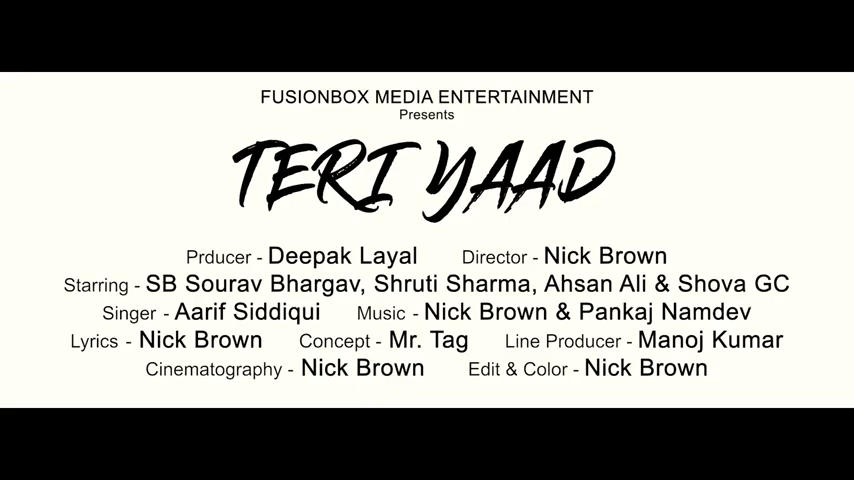 FUSIONBOX MEDIA ENTERTAINMENT
Presents
TERI YAAD
Prducer - Deepak Layal Director - Nick Brown
Starring - SB Sourav Bhargav, Shruti Sharma, Ahsan Ali & Shova GC
Singer - Aarif Siddiqui Music - Nick Brown & Pankaj Namdev
Lyrics - Nick Brown Concept - Mr. Tag Line Producer - Manoj Kumar
Cinematography - Nick Brown Edit & Color - Nick Brown